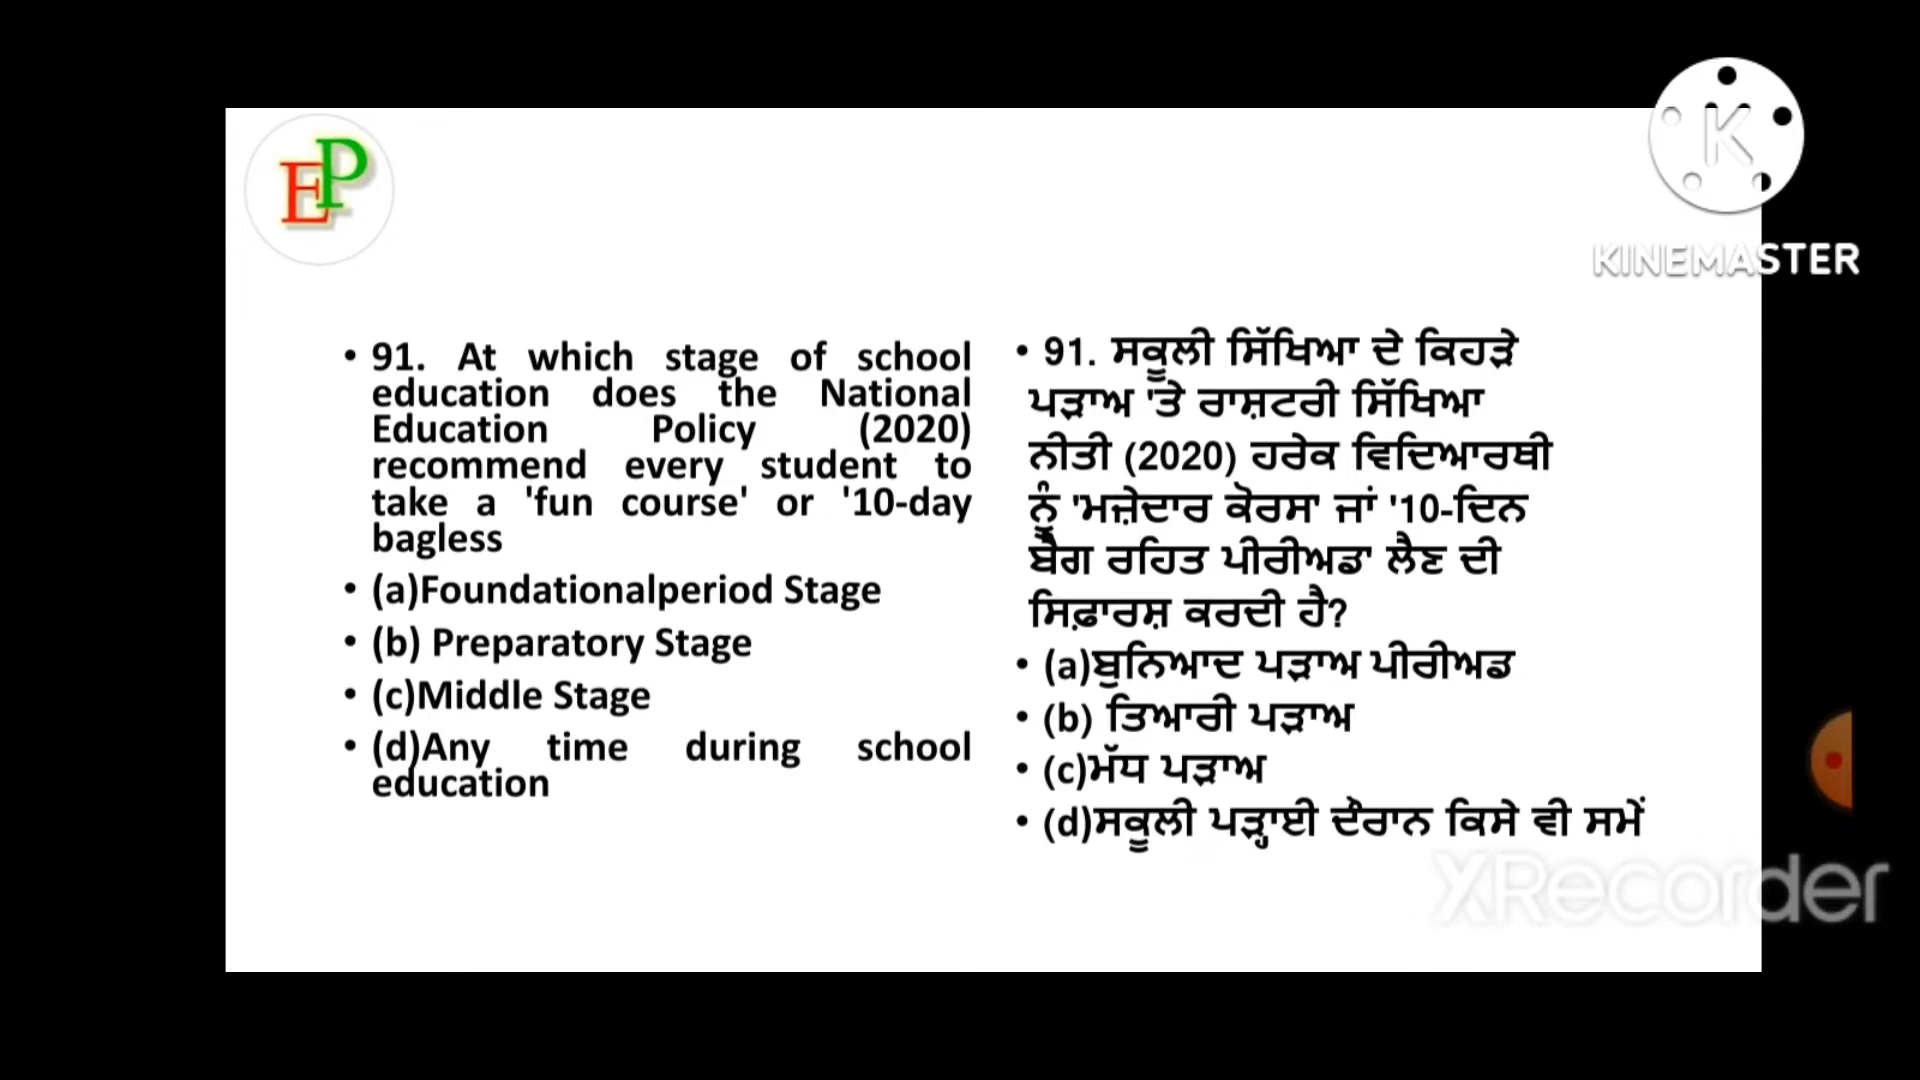 EP
K
KINEMASTER
• 91. At which stage of school
education does the National
Education Policy (2020)
recommend every student to
take a 'fun course' or '10-day
bagless
• (a)Foundationalperiod Stage
• (b) Preparatory Stage
• (c)Middle Stage
• (d)Any time during school
education
• 91. ਸਕੂਲੀ ਸਿੱਖਿਆ ਦੇ ਕਿਹੜੇ
ਪੜਾਅ 'ਤੇ ਰਾਸ਼ਟਰੀ ਸਿੱਖਿਆ
ਨੀਤੀ (2020) ਹਰੇਕ ਵਿਦਿਆਰਥੀ
ਨੂੰ 'ਮਜ਼ੇਦਾਰ ਕੋਰਸ' ਜਾਂ '10-ਦਿਨ
ਬੈਗ ਰਹਿਤ ਪੀਰੀਅਡ' ਲੈਣ ਦੀ
ਸਿਫ਼ਾਰਸ਼ ਕਰਦੀ ਹੈ?
• (a)ਬੁਨਿਆਦ ਪੜਾਅ ਪੀਰੀਅਡ
• (b) ਤਿਆਰੀ ਪੜਾਅ
• (c)ਮੱਧ ਪੜਾਅ
• (d)ਸਕੂਲੀ ਪੜ੍ਹਾਈ ਦੌਰਾਨ ਕਿਸੇ ਵੀ ਸਮੇਂ
XRecorder